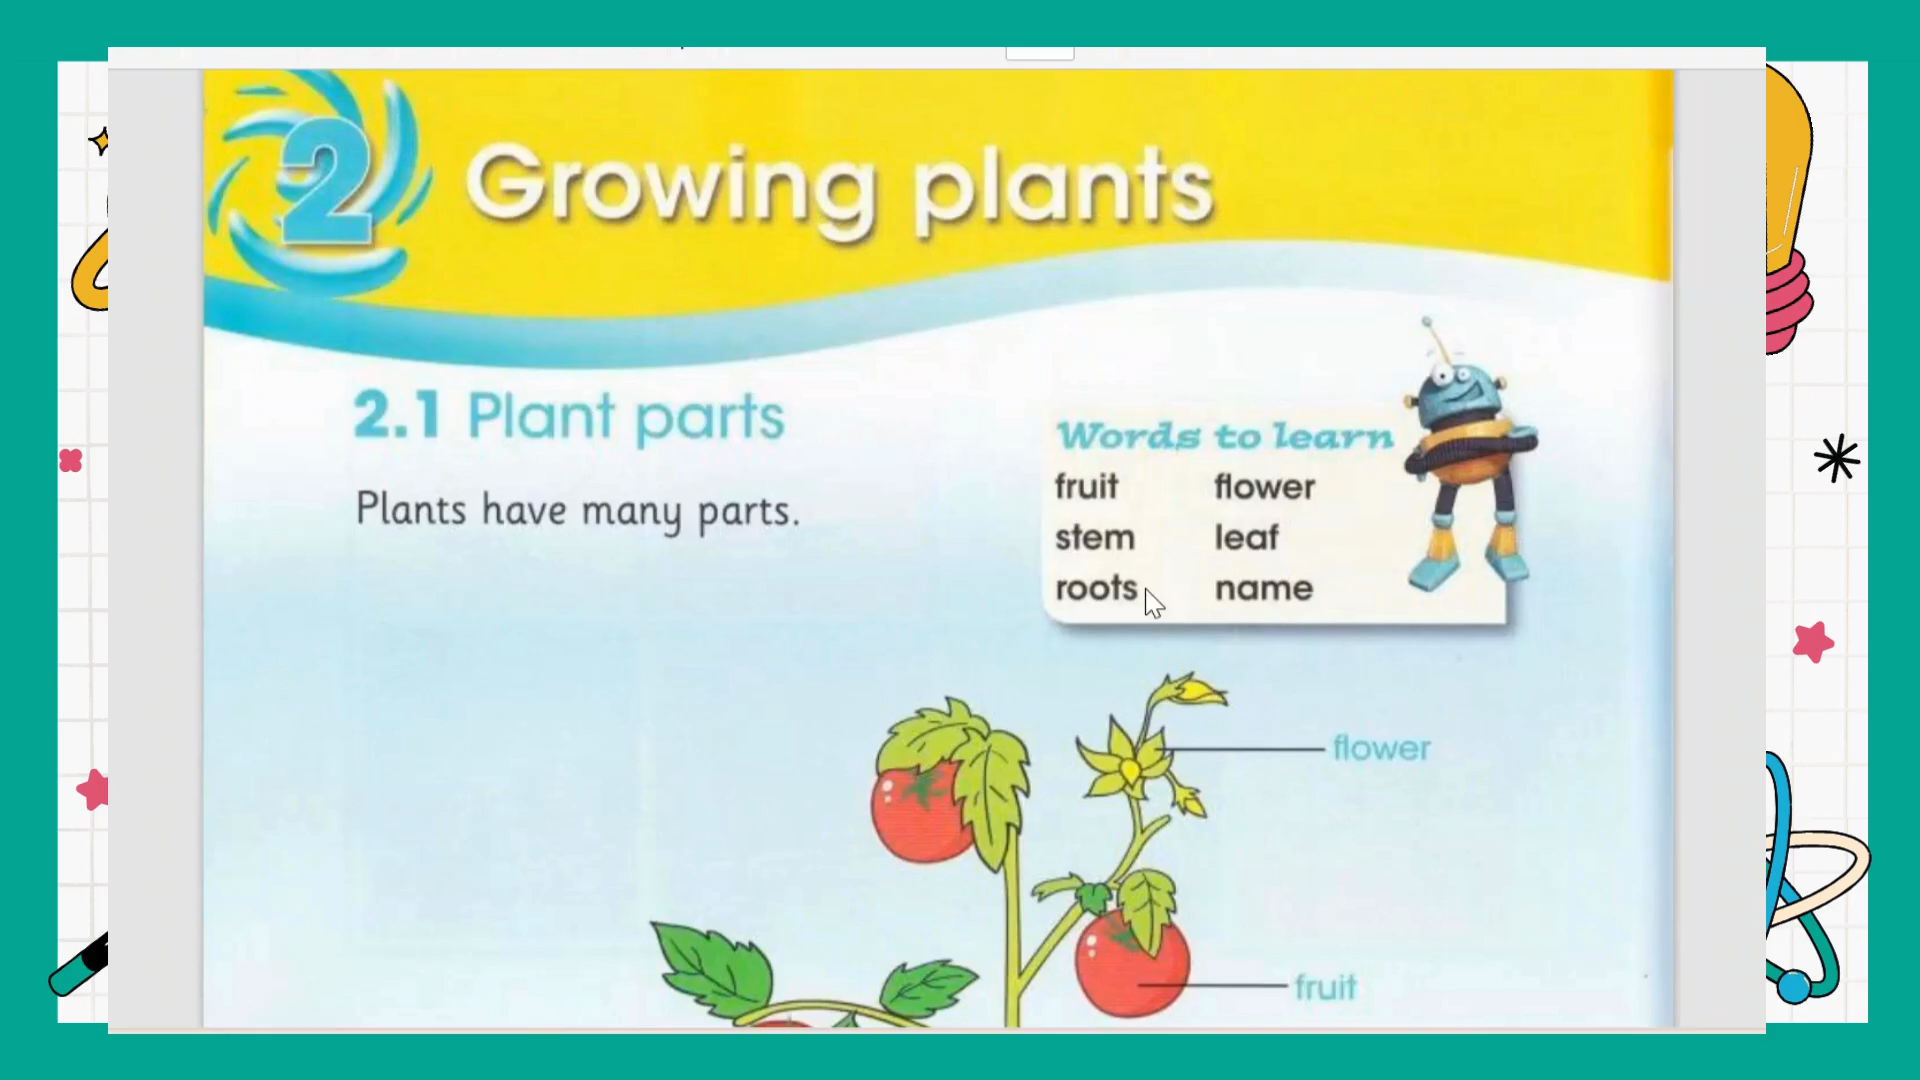 2 Growing plants
2.1 Plant parts
Plants have many parts.
Words to learn
fruit flower
stem leaf
roots name
flower
fruit